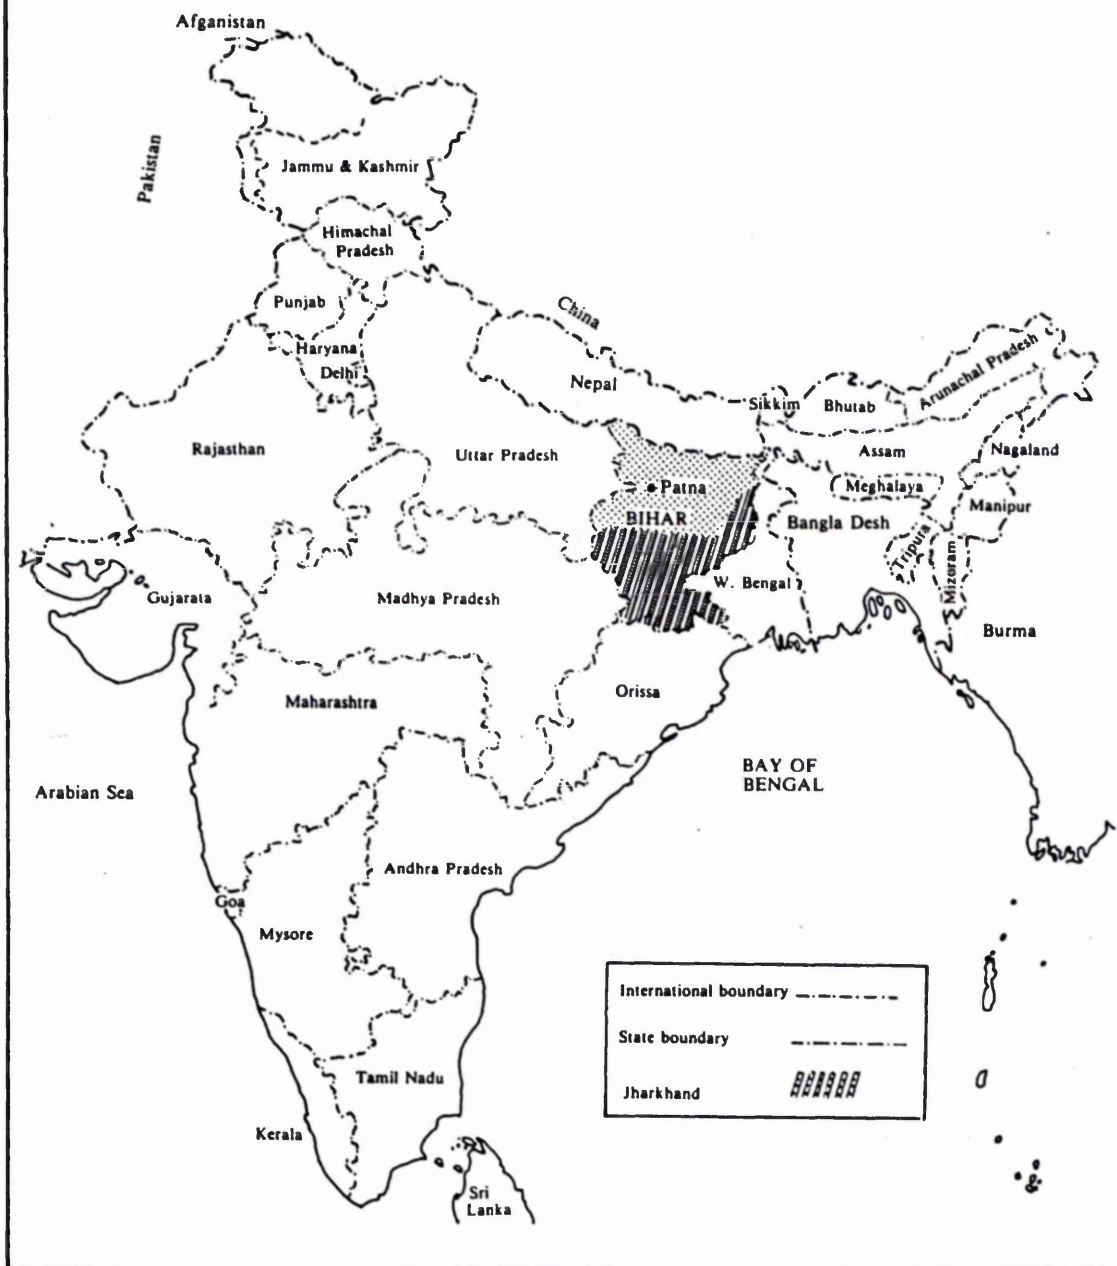 Afganistan
Pakistan
Jammu & Kashmir
Himachal
Pradesh
Punjab
China
Haryana
Delhi
Nepal
Sikkim
Bhutab
Arunachal Pradesh
Rajasthan
Uttar Pradesh
Assam
Nagaland
Patna
Meghalaya
Manipur
BIHAR
Bangla Desh
Tripura
Mizoram
Gujarata
Madhya Pradesh
W. Bengal
Burma
Maharashtra
Orissa
Arabian Sea
BAY OF
BENGAL
Andhra Pradesh
Goa
Mysore
International boundary
State boundary
Jharkhand
Tamil Nadu
Kerala
Sri
Lanka